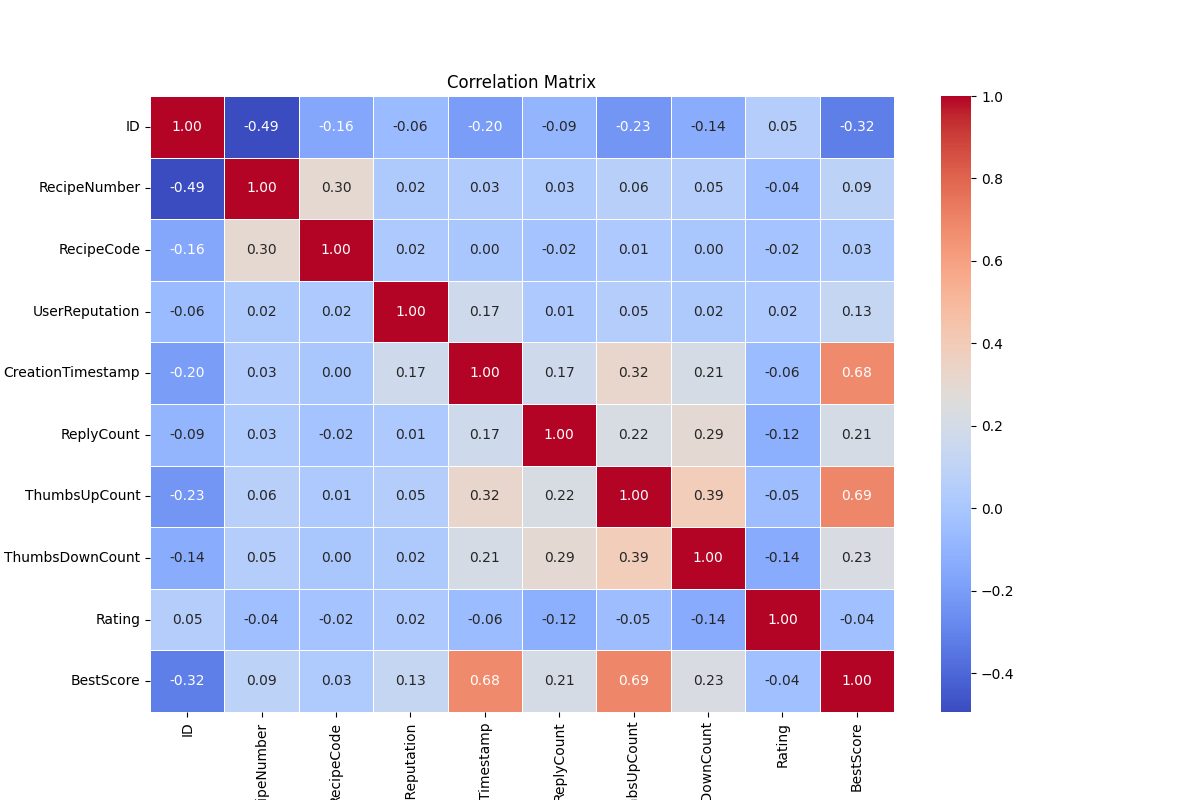 Correlation Matrix
ID 1.00 -0.49 -0.16 -0.06 -0.20 -0.09 -0.23 -0.14 0.05 -0.32
RecipeNumber -0.49 1.00 0.30 0.02 0.03 0.03 0.06 0.05 -0.04 0.09
RecipeCode -0.16 0.30 1.00 0.02 0.00 -0.02 0.01 0.00 -0.02 0.03
UserReputation -0.06 0.02 0.02 1.00 0.17 0.01 0.05 0.02 0.02 0.13
CreationTimestamp -0.20 0.03 0.00 0.17 1.00 0.17 0.32 0.21 -0.06 0.68
ReplyCount -0.09 0.03 -0.02 0.01 0.17 1.00 0.22 0.29 -0.12 0.21
ThumbsUpCount -0.23 0.06 0.01 0.05 0.32 0.22 1.00 0.39 -0.05 0.69
ThumbsDownCount -0.14 0.05 0.00 0.02 0.21 0.29 0.39 1.00 -0.14 0.23
Rating 0.05 -0.04 -0.02 0.02 -0.06 -0.12 -0.05 -0.14 1.00 -0.04
BestScore -0.32 0.09 0.03 0.13 0.68 0.21 0.69 0.23 -0.04 1.00
ID
ipeNumber
RecipeCode
Reputation
Timestamp
ReplyCount
bsUpCount
DownCount
Rating
BestScore
1.0
0.8
0.6
0.4
0.2
0.0
−0.2
−0.4